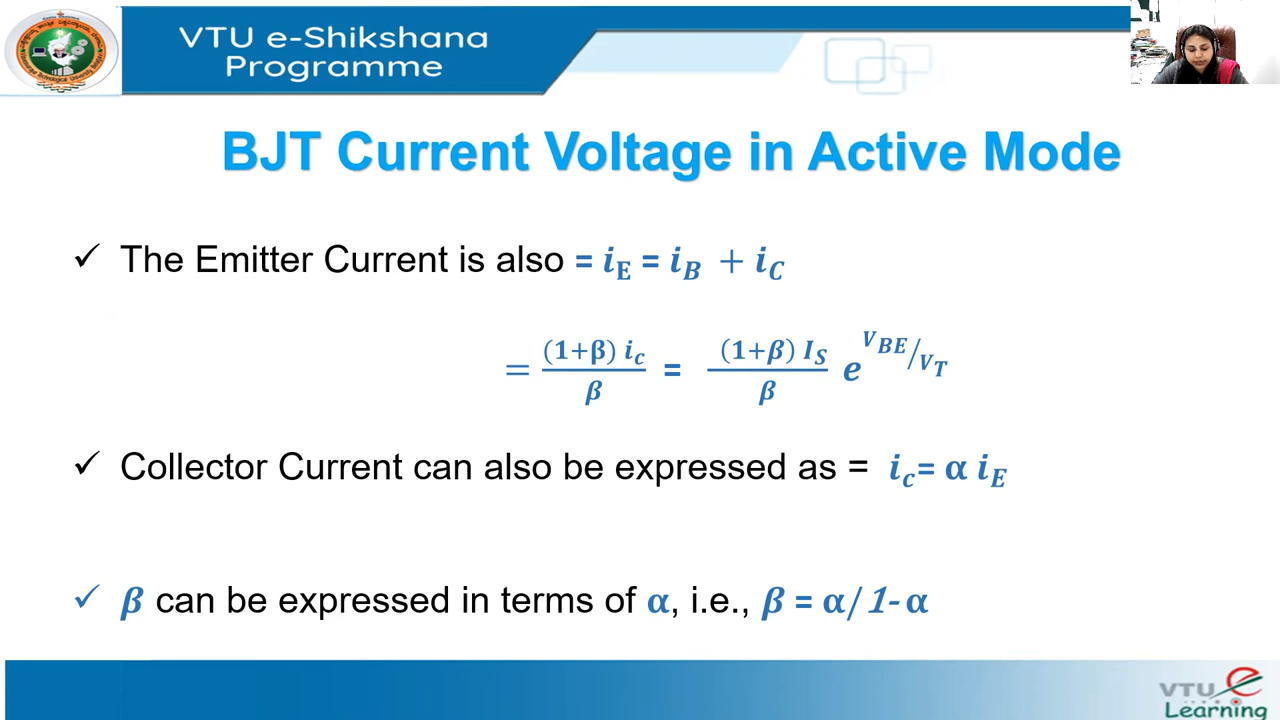 VTU e-Shikshana
Programme
BJT Current Voltage in Active Mode
✓ The Emitter Current is also = iE = iB + iC
= (1+β) ic / β = (1+β) IS / β e^VBE/VT
✓ Collector Current can also be expressed as = ic= α iE
✓ β can be expressed in terms of α, i.e., β = α/1-α
VTU e
Learning